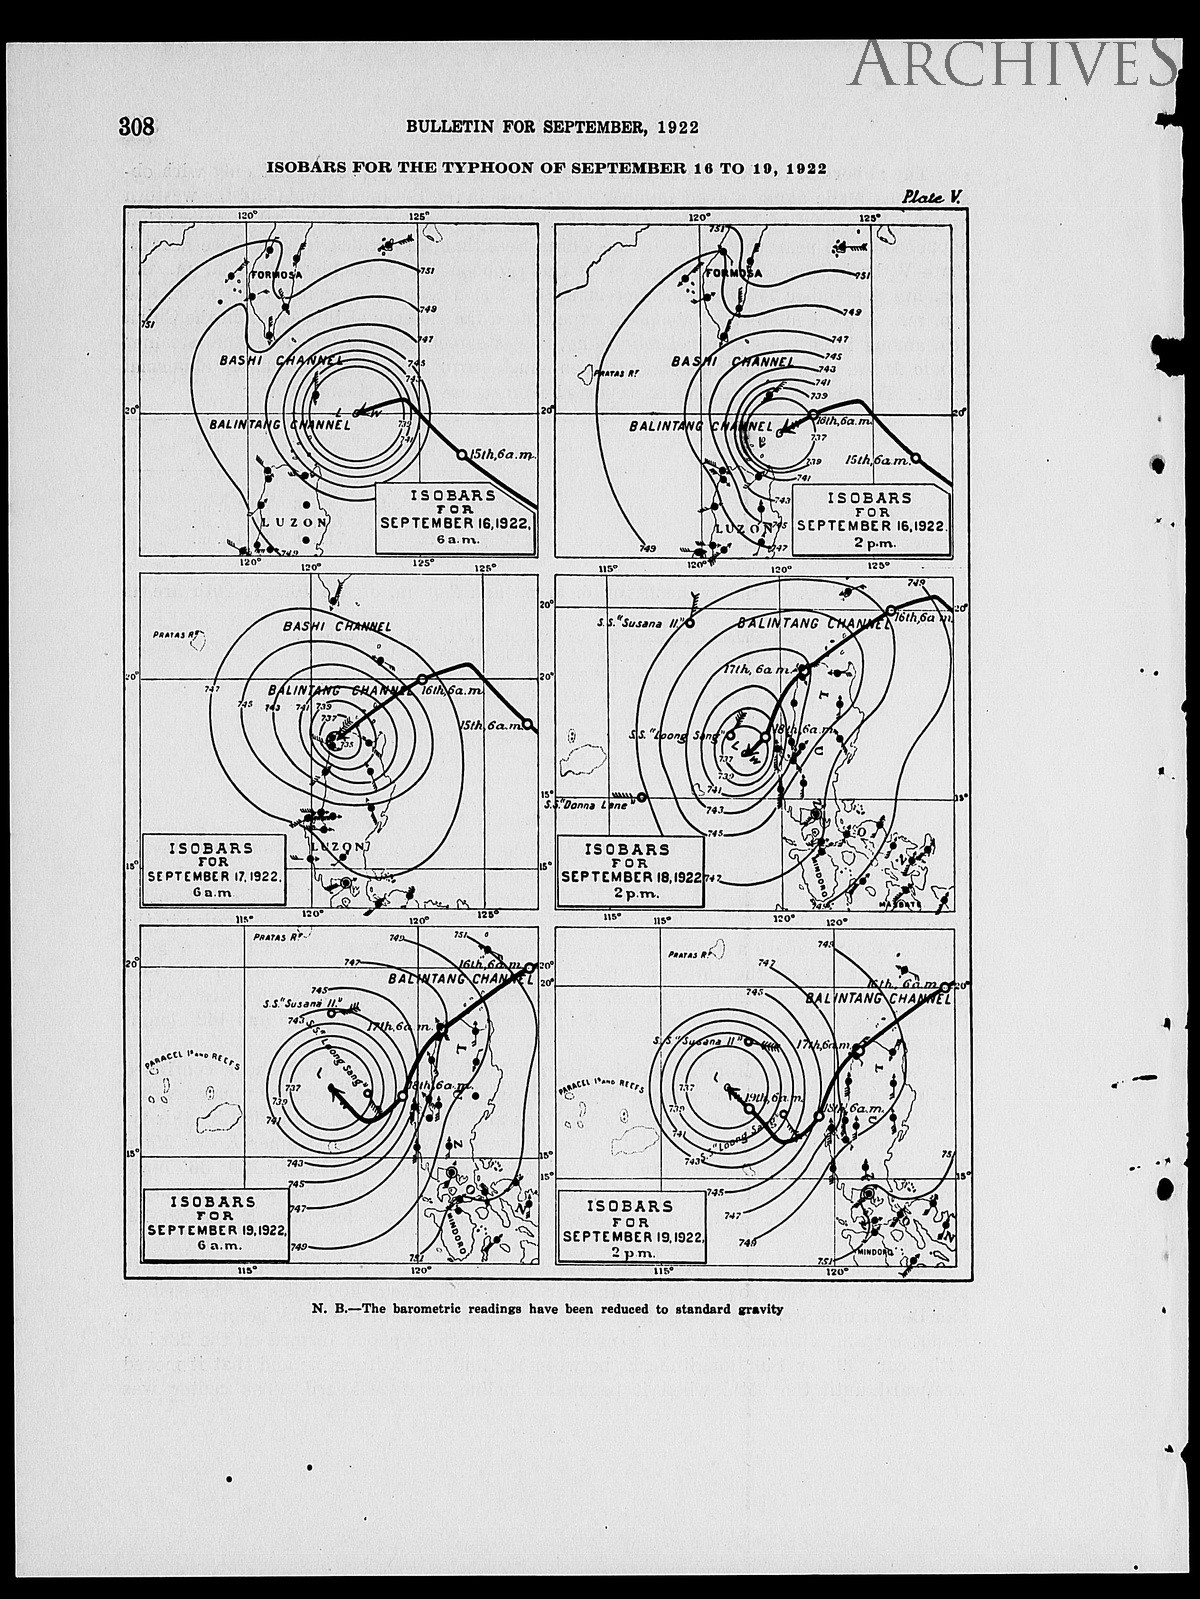 ARCHIVES
308
BULLETIN FOR SEPTEMBER, 1922
ISOBARS FOR THE TYPHOON OF SEPTEMBER 16 TO 19, 1922
Plate V.
120° 125°
FORMOSA
751
751
749
747
745
BASHI CHANNEL
20°
L W
BALINTANG CHANNEL
739
741
15th, 6 a.m.
LUZON
749
ISOBARS
FOR
SEPTEMBER 16, 1922,
6 a.m.
120° 125°
120° 125°
751
FORMOSA
751
749
747
745
743
741
739
BASHI CHANNEL
PRATAS Rf
20°
BALINTANG CHANNEL
16th, 6 a.m.
737
15th, 6 a.m.
739
741
743
745
747
LUZON
749
ISOBARS
FOR
SEPTEMBER 16, 1922.
2 p.m.
120° 125°
120° 125°
BASHI CHANNEL
PRATAS Rf
20°
747
745
743
741
739
737
735
BALINTANG CHANNEL
16th, 6 a.m.
15th, 6 a.m.
LUZON
15°
ISOBARS
FOR
SEPTEMBER 17, 1922.
6 a.m
120° 125°
115° 120°
749
20°
S.S. "Susana II."
BALINTANG CHANNEL
16th, 6 a m.
17th, 6 a.m.
L
U
S.S. "Loong Sang"
18th, 6 a.m.
L W
737
739
741
743
745
747
15°
S.S. "Donna Lane"
O
N
MINDORO
MASBATE
ISOBARS
FOR
SEPTEMBER 18, 1922
2 p.m.
115° 120°
115° 120°
PRATAS Rf
749
751
747
745
743
20°
16th, 6 a.m.
BALINTANG CHANNEL
S.S. "Susana II."
17th, 6 a.m.
S.S. "Loong Sang"
PARACEL Is AND REEFS
L
18th, 6 a.m.
737
739
741
743
745
747
749
751
15°
L
U
Z
O
N
MINDORO
ISOBARS
FOR
SEPTEMBER 19, 1922,
6 a.m.
115° 120°
115° 120°
PRATAS Rf
749
747
745
743
20°
16th, 6 a.m.
BALINTANG CHANNEL
S.S. "Susana II"
17th, 6 a.m.
PARACEL Is AND REEFS
L
19th, 6 a.m.
18th, 6 a.m.
S.S. "Loong Sang"
737
739
741
743
745
747
749
751
15°
L
U
Z
O
N
MINDORO
ISOBARS
FOR
SEPTEMBER 19, 1922,
2 p.m.
115° 120°
N. B.—The barometric readings have been reduced to standard gravity